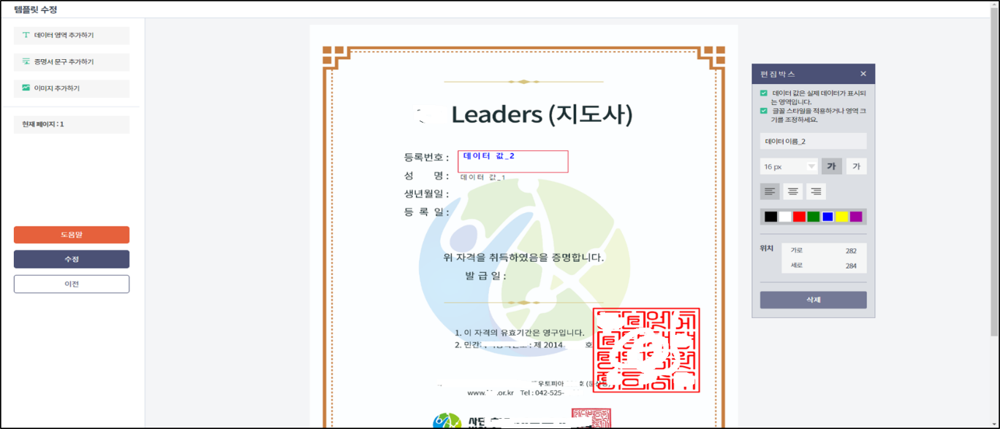 템플릿 수정
데이터 영역 추가하기
증명서 문구 추가하기
이미지 추가하기
현재 페이지 : 1
도움말
수정
이전
Leaders (지도사)
등록번호 : 데이터 값_2
성 명 : 데이터 값_1
생년월일 :
등 록 일 :
위 자격을 취득하였음을 증명합니다.
발 급 일 :
1. 이 자격의 유효기간은 영구입니다.
2. 민간 : 제 2014 호
우토피아 호
www. .or.kr Tel : 042-525-
사단
편집박스
데이터 값은 실제 데이터가 표시되
는 영역입니다.
글꼴 스타일을 적용하거나 영역 크
기를 조정하세요.
데이터 이름_2
16 px 가 가
위치 가로 282
세로 284
삭제